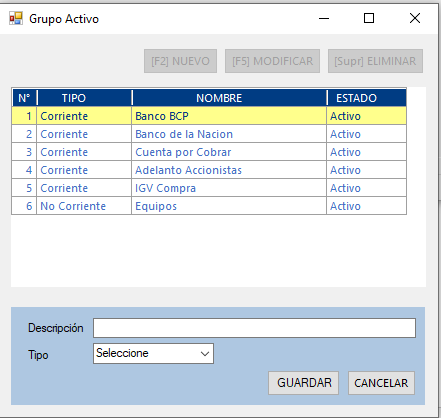 Grupo Activo
[F2] NUEVO [F5] MODIFICAR [Supr] ELIMINAR
N° TIPO NOMBRE ESTADO
1 Corriente Banco BCP Activo
2 Corriente Banco de la Nacion Activo
3 Corriente Cuenta por Cobrar Activo
4 Corriente Adelanto Accionistas Activo
5 Corriente IGV Compra Activo
6 No Corriente Equipos Activo
Descripción
Tipo Seleccione
GUARDAR CANCELAR